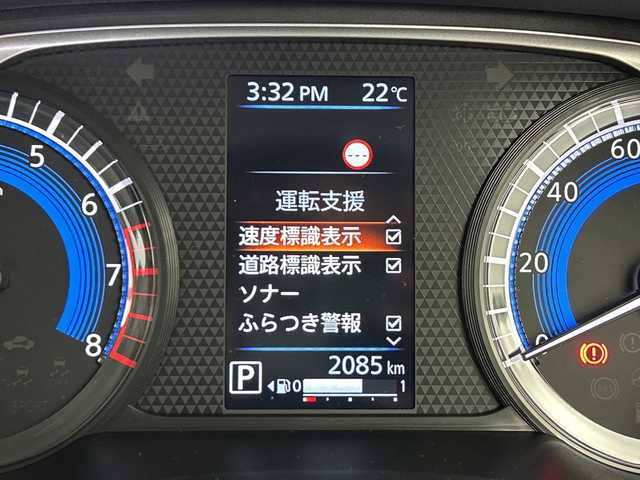 3:32 PM 22℃
運転支援
速度標識表示
道路標識表示
ソナー
ふらつき警報
2085 km
P 0 1
5
6
7
8
60
40
20
0